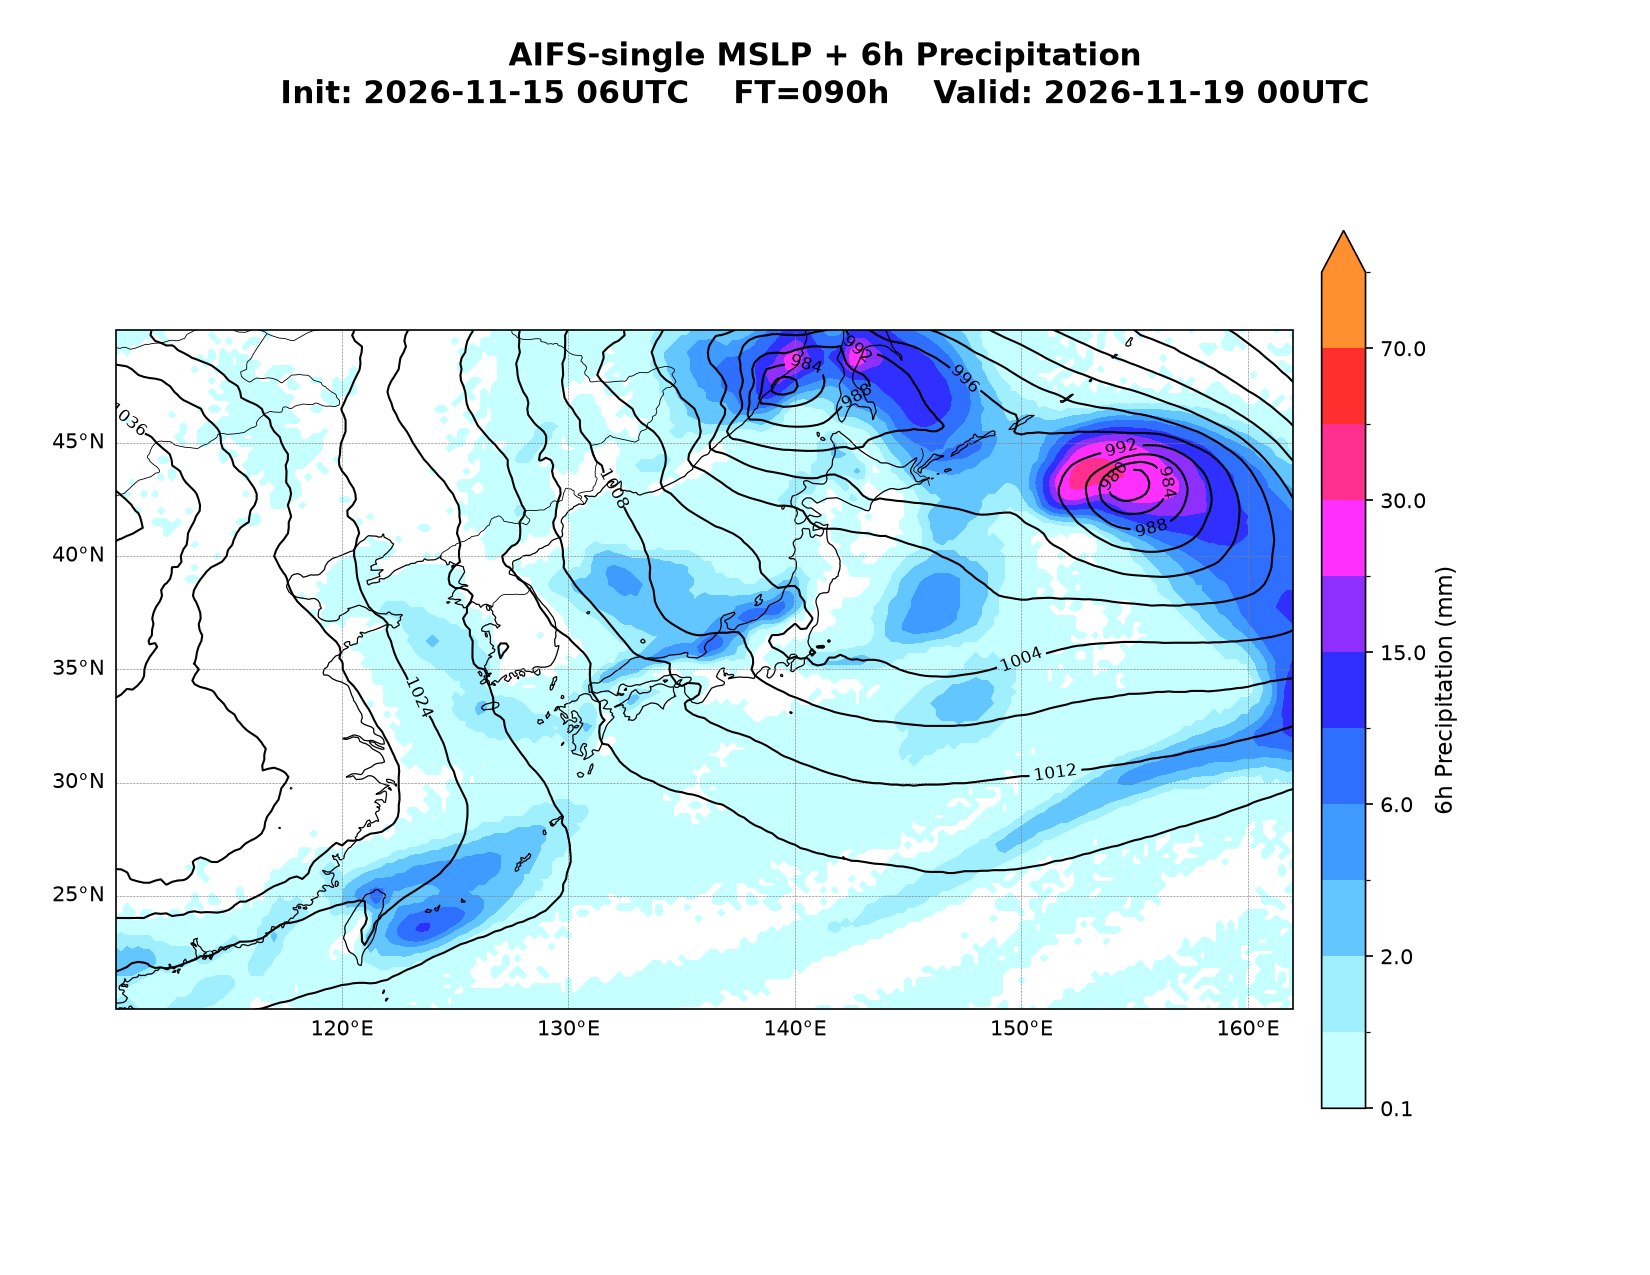 AIFS-single MSLP + 6h Precipitation
Init: 2026-11-15 06UTC    FT=090h    Valid: 2026-11-19 00UTC
984
992
988
996
1036
1008
992
980
984
988
1024
1004
1012
45°N
40°N
35°N
30°N
25°N
120°E
130°E
140°E
150°E
160°E
70.0
30.0
15.0
6.0
2.0
0.1
6h Precipitation (mm)